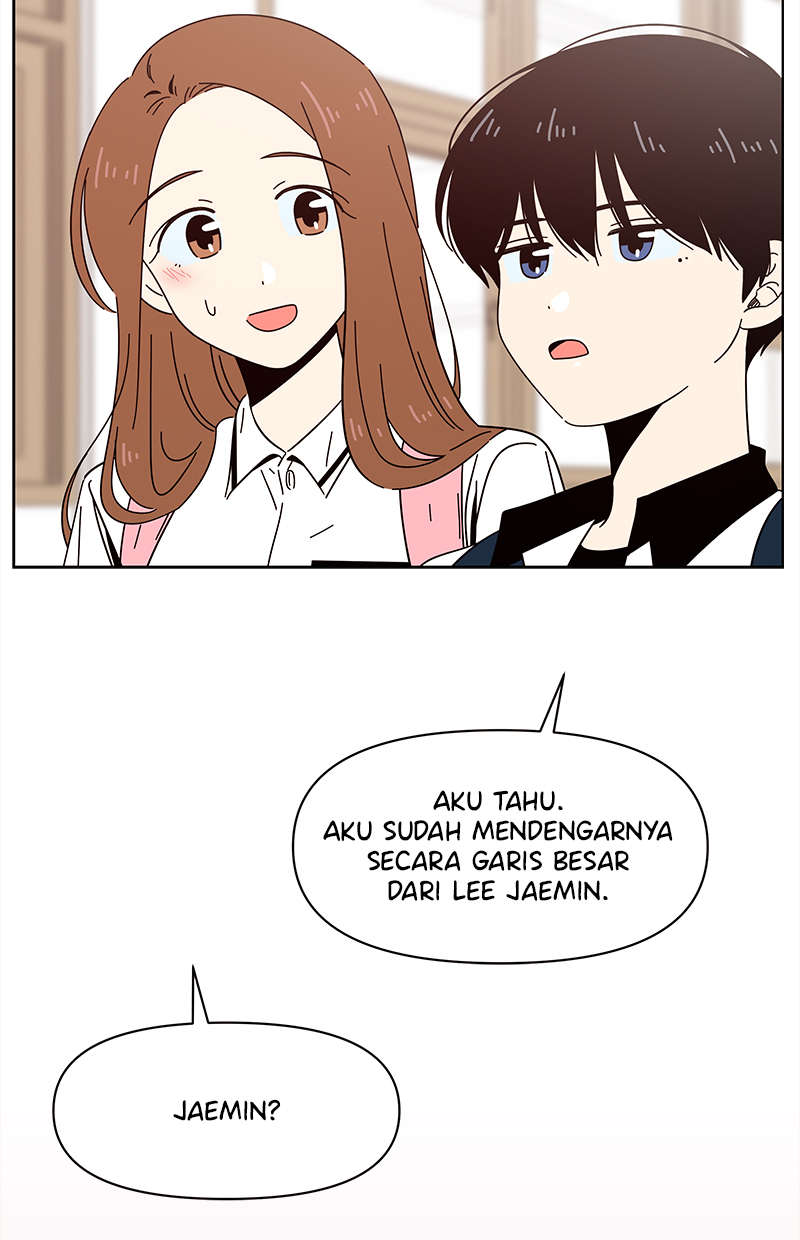 AKU TAHU.
AKU SUDAH MENDENGARNYA
SECARA GARIS BESAR
DARI LEE JAEMIN.
JAEMIN?